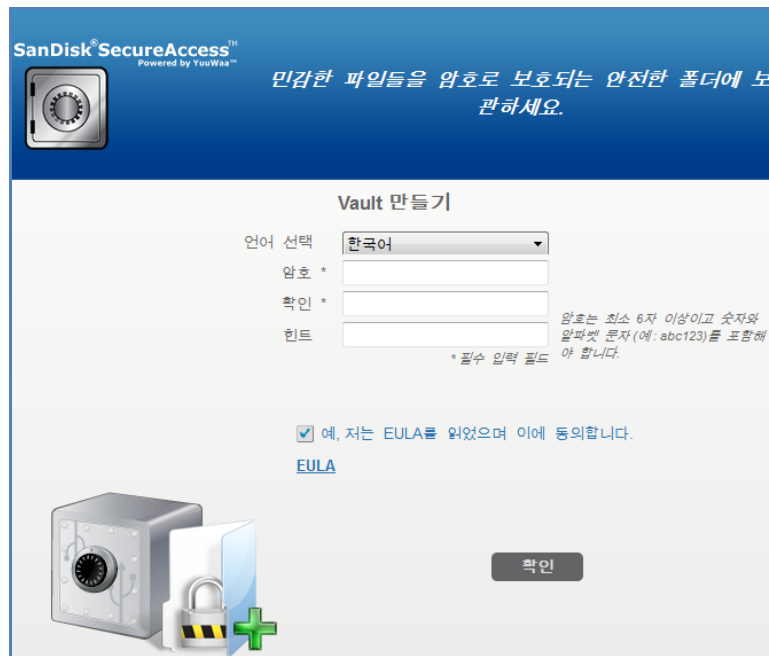 SanDisk®SecureAccess™
Powered by YuuWaa™
민감한 파일들을 암호로 보호되는 안전한 폴더에 보
관하세요.
Vault 만들기
언어 선택 한국어
암호 *
확인 *
힌트
암호는 최소 6자 이상이고 숫자와
알파벳 문자(예: abc123)를 포함해
야 합니다.
* 필수 입력 필드
예, 저는 EULA를 읽었으며 이에 동의합니다.
EULA
확인